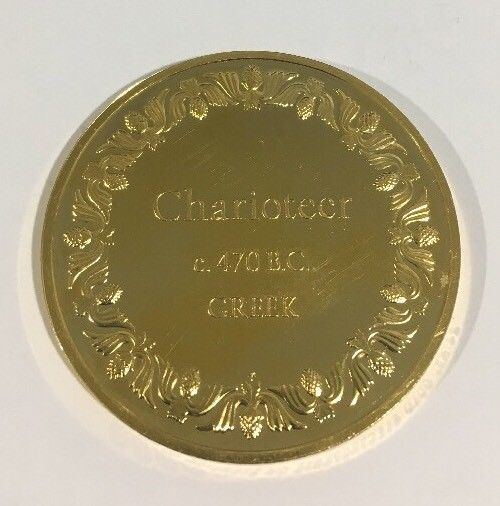 Charioteer
c. 470 B.C.
GREEK